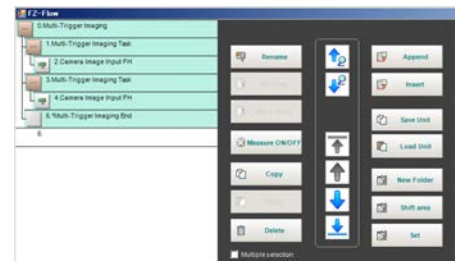 FZ-Flow
0.Multi-Trigger Imaging
1.Multi-Trigger Imaging Task
2.Camera Image Input FH
3.Multi-Trigger Imaging Task
4.Camera Image Input FH
5.*Multi-Trigger Imaging End
6.
Rename
Measure ON/OFF
Copy
Delete
Multiple selection
Append
Insert
Save Unit
Load Unit
New Folder
Shift area
Set